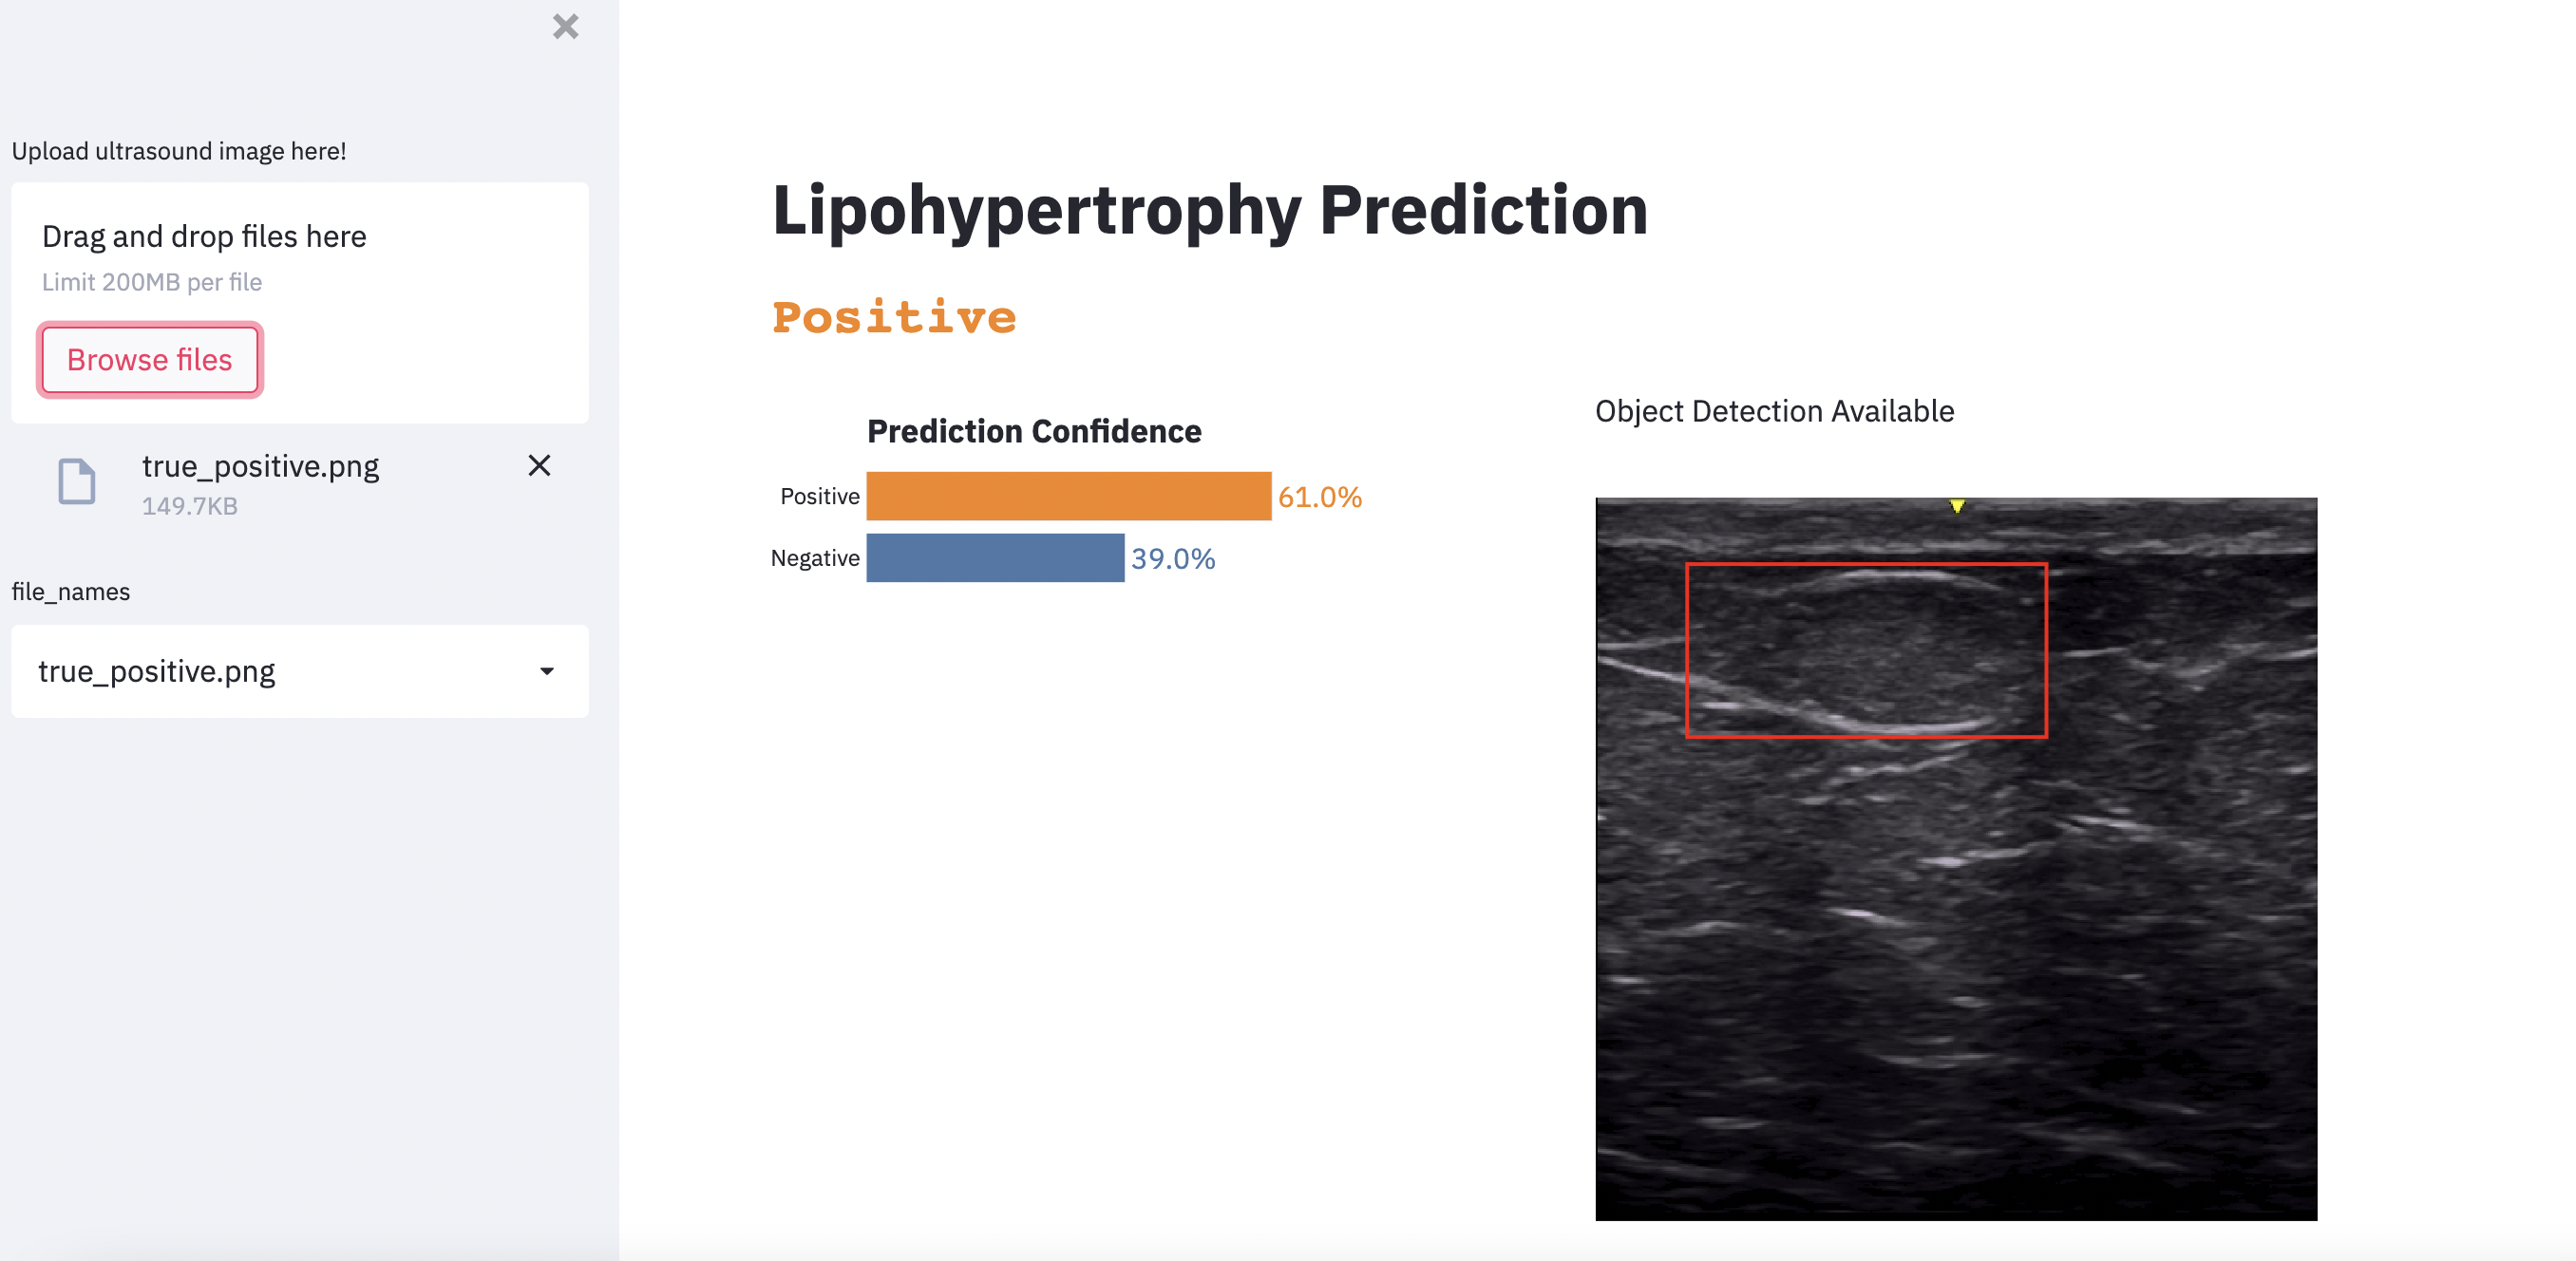 Upload ultrasound image here!
Drag and drop files here
Limit 200MB per file
Browse files
true_positive.png
149.7KB
file_names
true_positive.png
Lipohypertrophy Prediction
Positive
Prediction Confidence
Positive 61.0%
Negative 39.0%
Object Detection Available